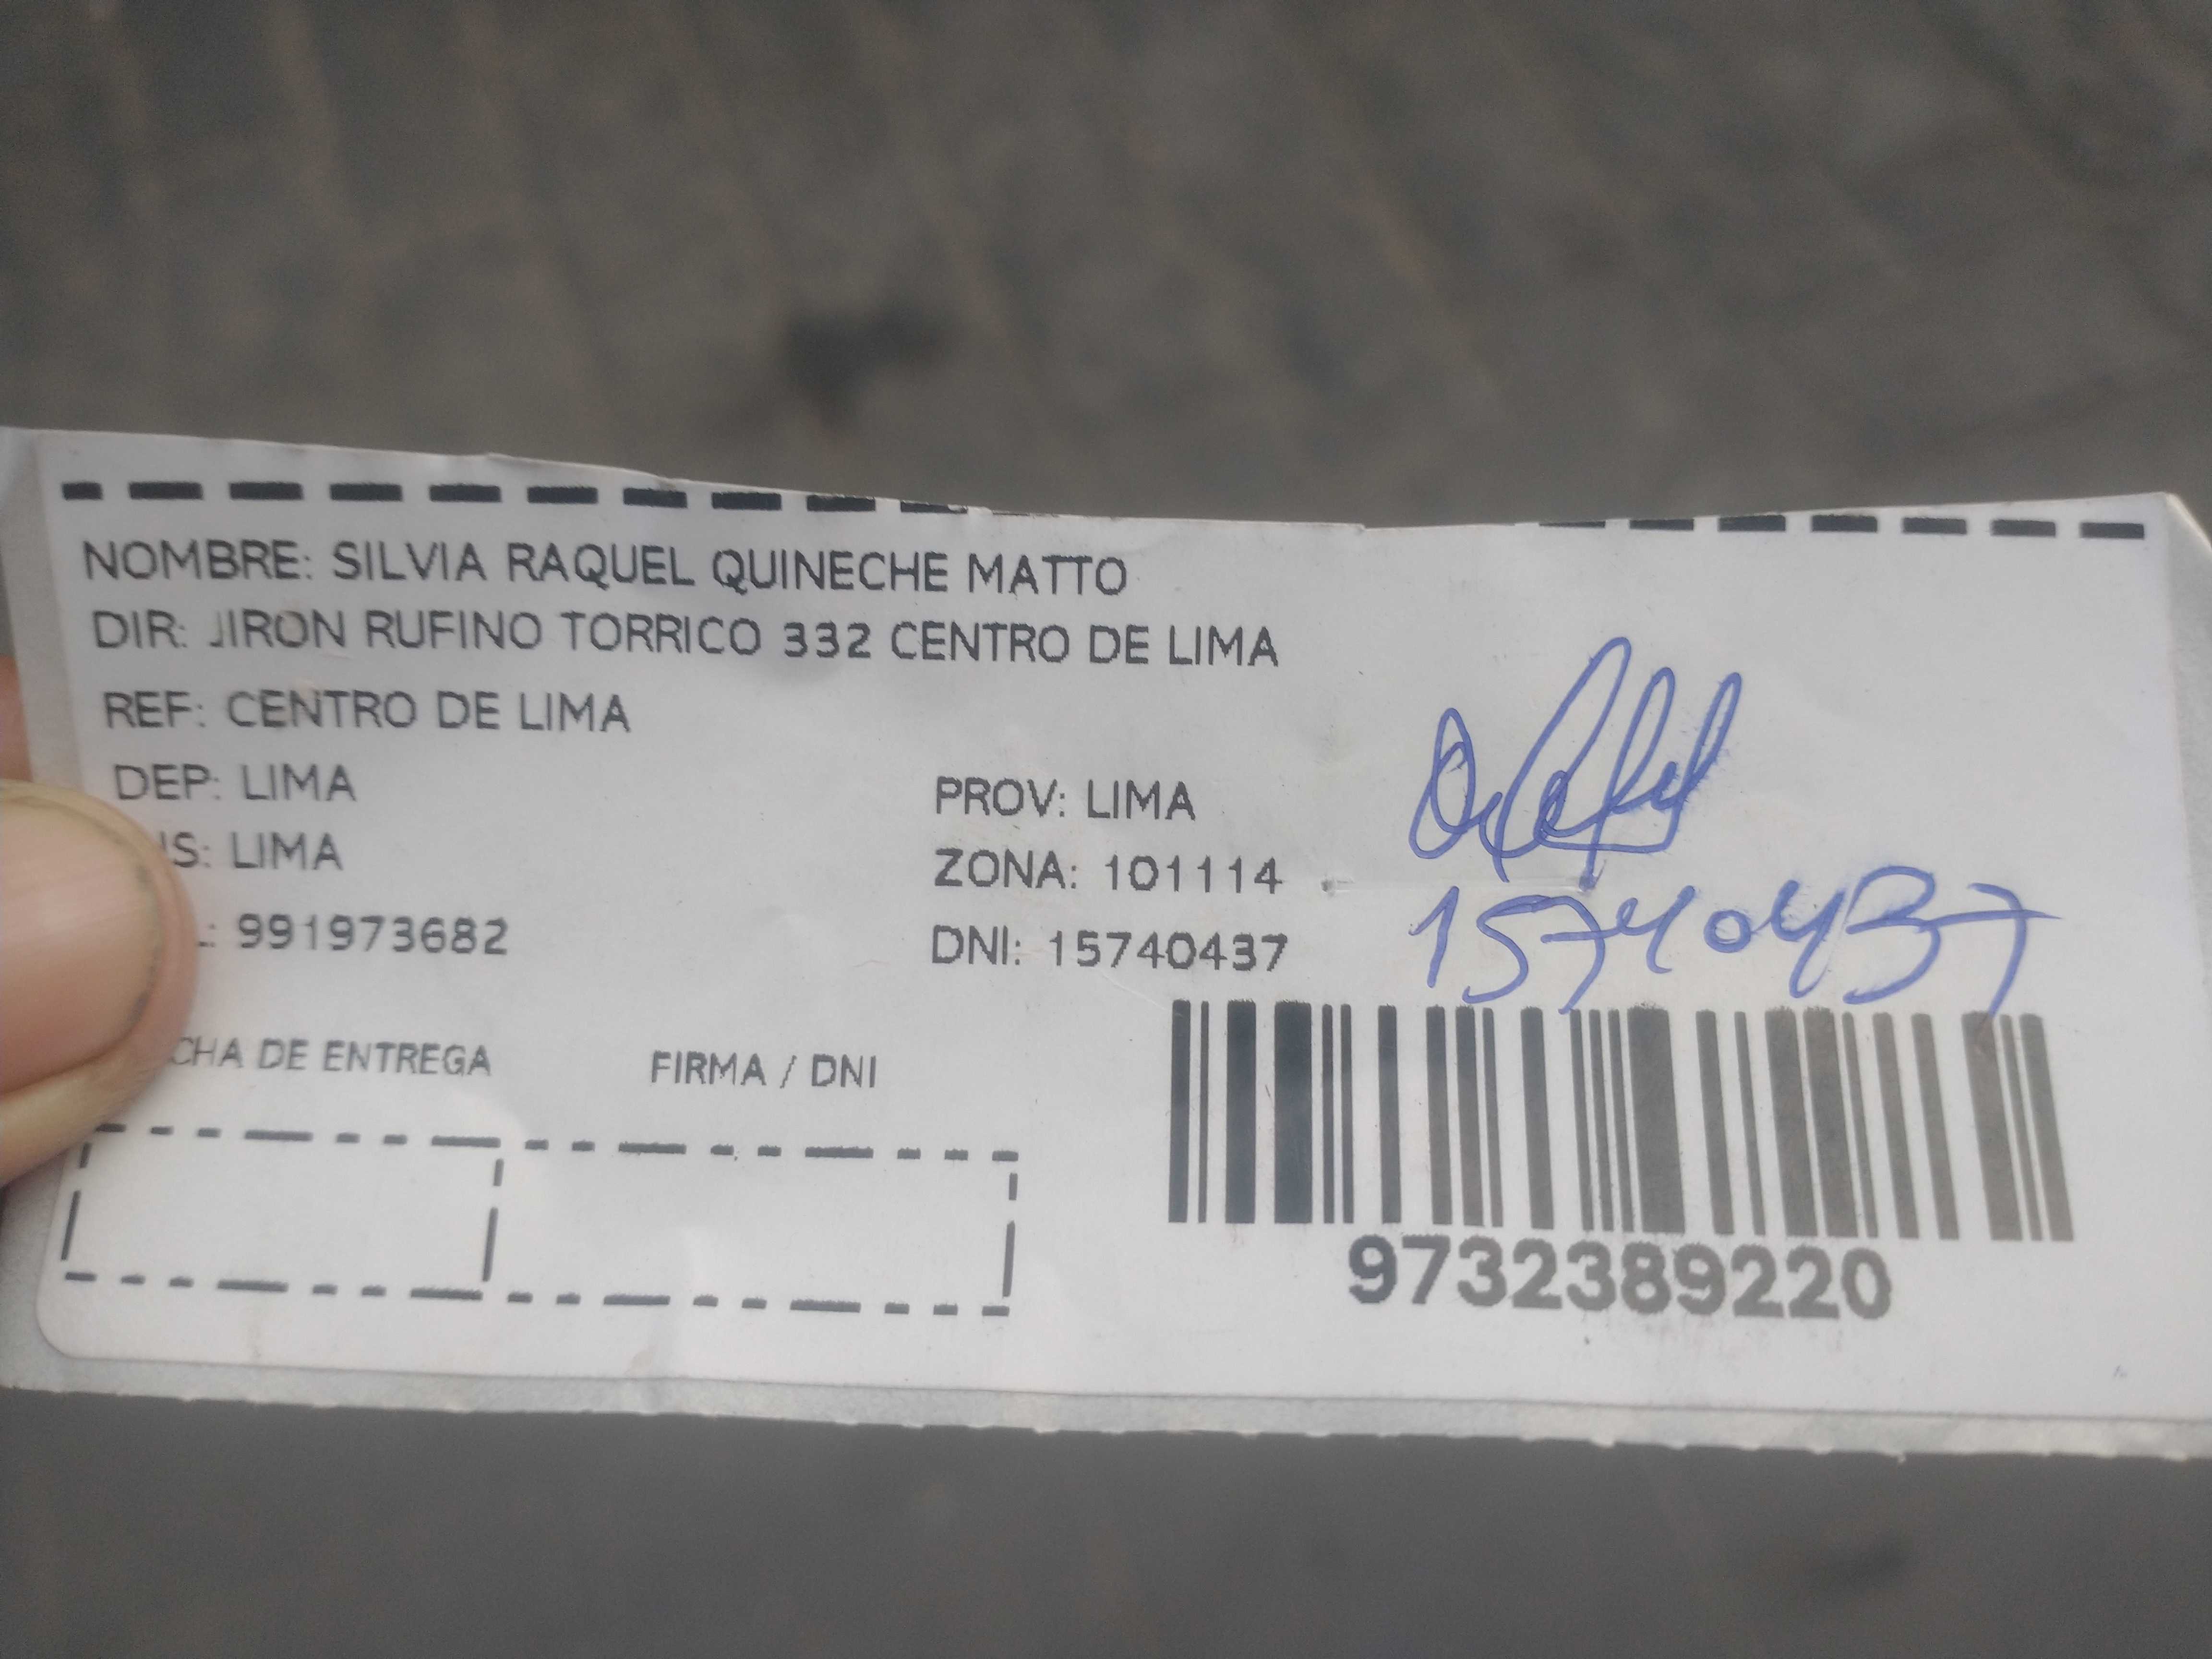 NOMBRE: SILVIA RAQUEL QUINECHE MATTO
DIR: JIRON RUFINO TORRICO 332 CENTRO DE LIMA
REF: CENTRO DE LIMA
DEP: LIMA
PROV: LIMA
IS: LIMA
ZONA: 101114
L: 991973682
DNI: 15740437
15740437
CHA DE ENTREGA
FIRMA / DNI
9732389220